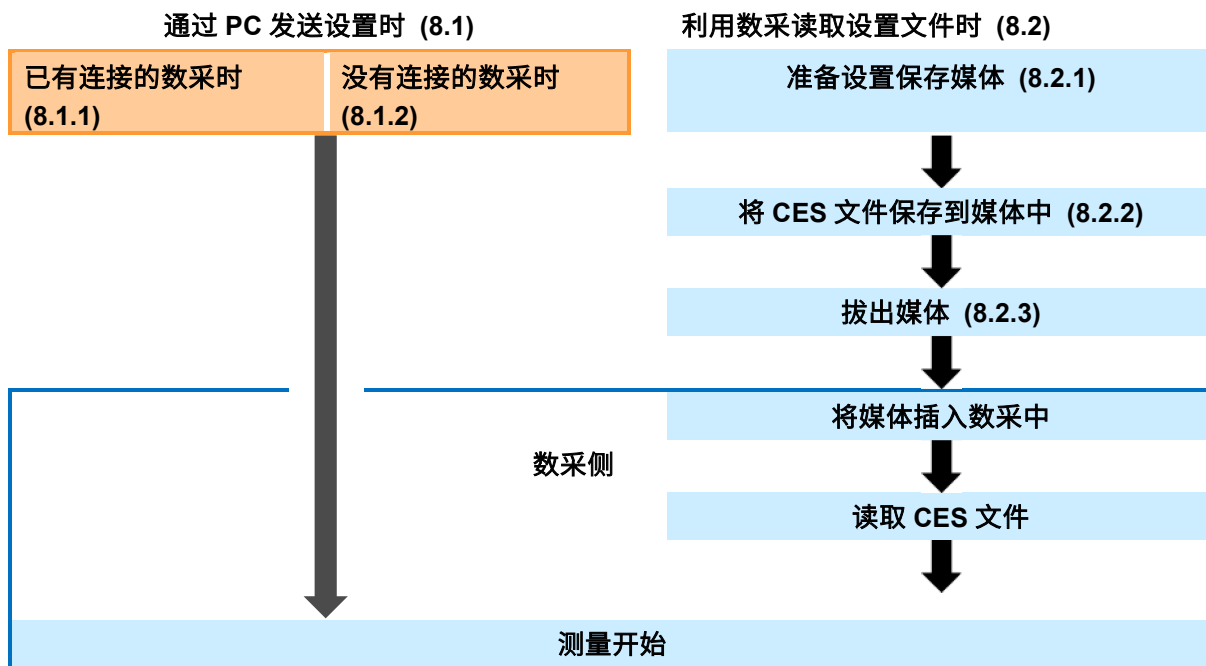 通过 PC 发送设置时 (8.1)
已有连接的数采时
(8.1.1)
没有连接的数采时
(8.1.2)
利用数采读取设置文件时 (8.2)
准备设置保存媒体 (8.2.1)
将 CES 文件保存到媒体中 (8.2.2)
拔出媒体 (8.2.3)
将媒体插入数采中
数采侧
读取 CES 文件
测量开始